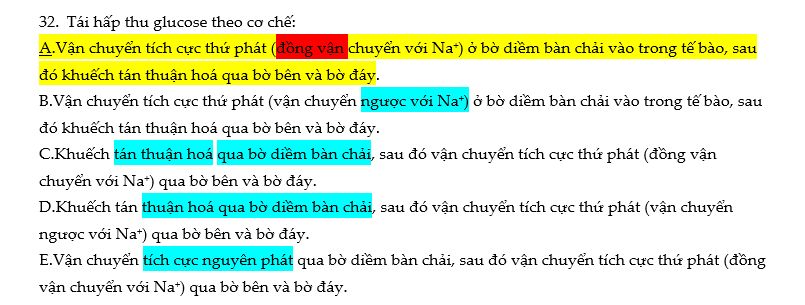 32. Tái hấp thu glucose theo cơ chế:
A.Vận chuyển tích cực thứ phát (đồng vận chuyển với Na⁺) ở bờ diềm bàn chải vào trong tế bào, sau
đó khuếch tán thuận hoá qua bờ bên và bờ đáy.
B.Vận chuyển tích cực thứ phát (vận chuyển ngược với Na⁺) ở bờ diềm bàn chải vào trong tế bào, sau
đó khuếch tán thuận hoá qua bờ bên và bờ đáy.
C.Khuếch tán thuận hoá qua bờ diềm bàn chải, sau đó vận chuyển tích cực thứ phát (đồng vận
chuyển với Na⁺) qua bờ bên và bờ đáy.
D.Khuếch tán thuận hoá qua bờ diềm bàn chải, sau đó vận chuyển tích cực thứ phát (vận chuyển
ngược với Na⁺) qua bờ bên và bờ đáy.
E.Vận chuyển tích cực nguyên phát qua bờ diềm bàn chải, sau đó vận chuyển tích cực thứ phát (đồng
vận chuyển với Na⁺) qua bờ bên và bờ đáy.